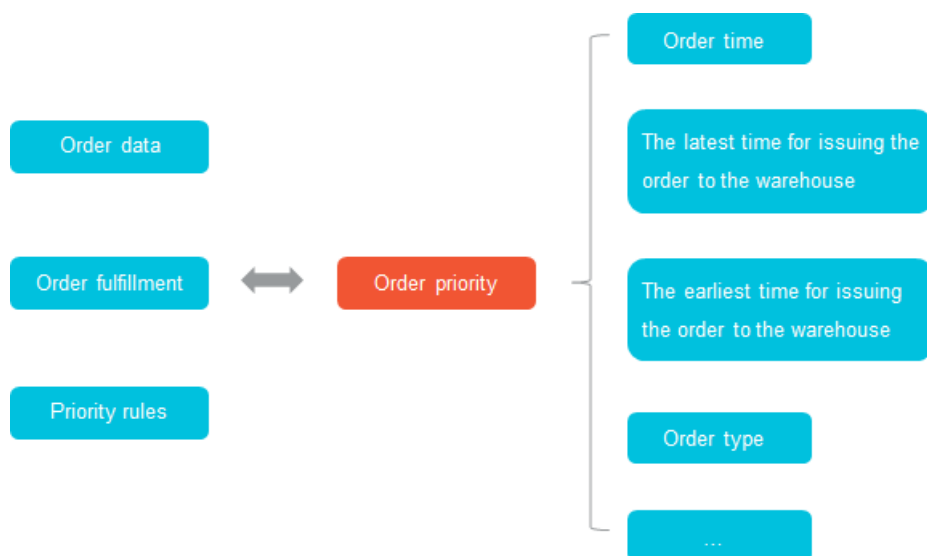 Order data
Order fulfillment
Priority rules
Order priority
Order time
The latest time for issuing the
order to the warehouse
The earliest time for issuing
the order to the warehouse
Order type
...